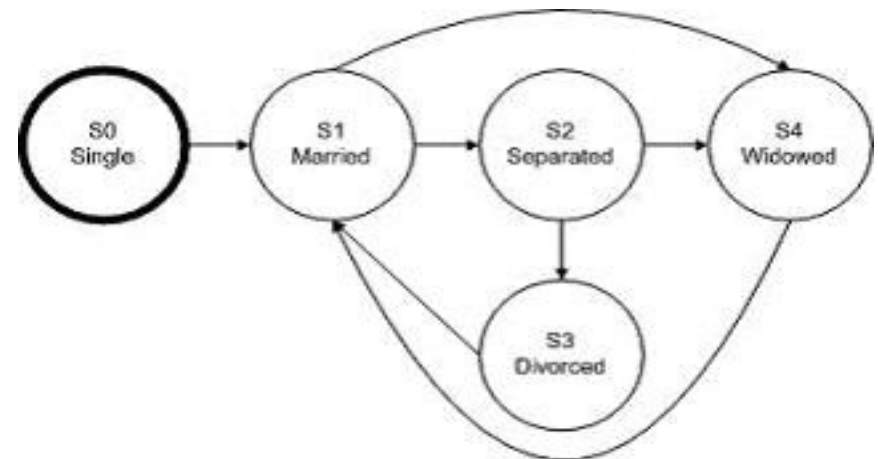 S0
Single
S1
Married
S2
Separated
S4
Widowed
S3
Divorced